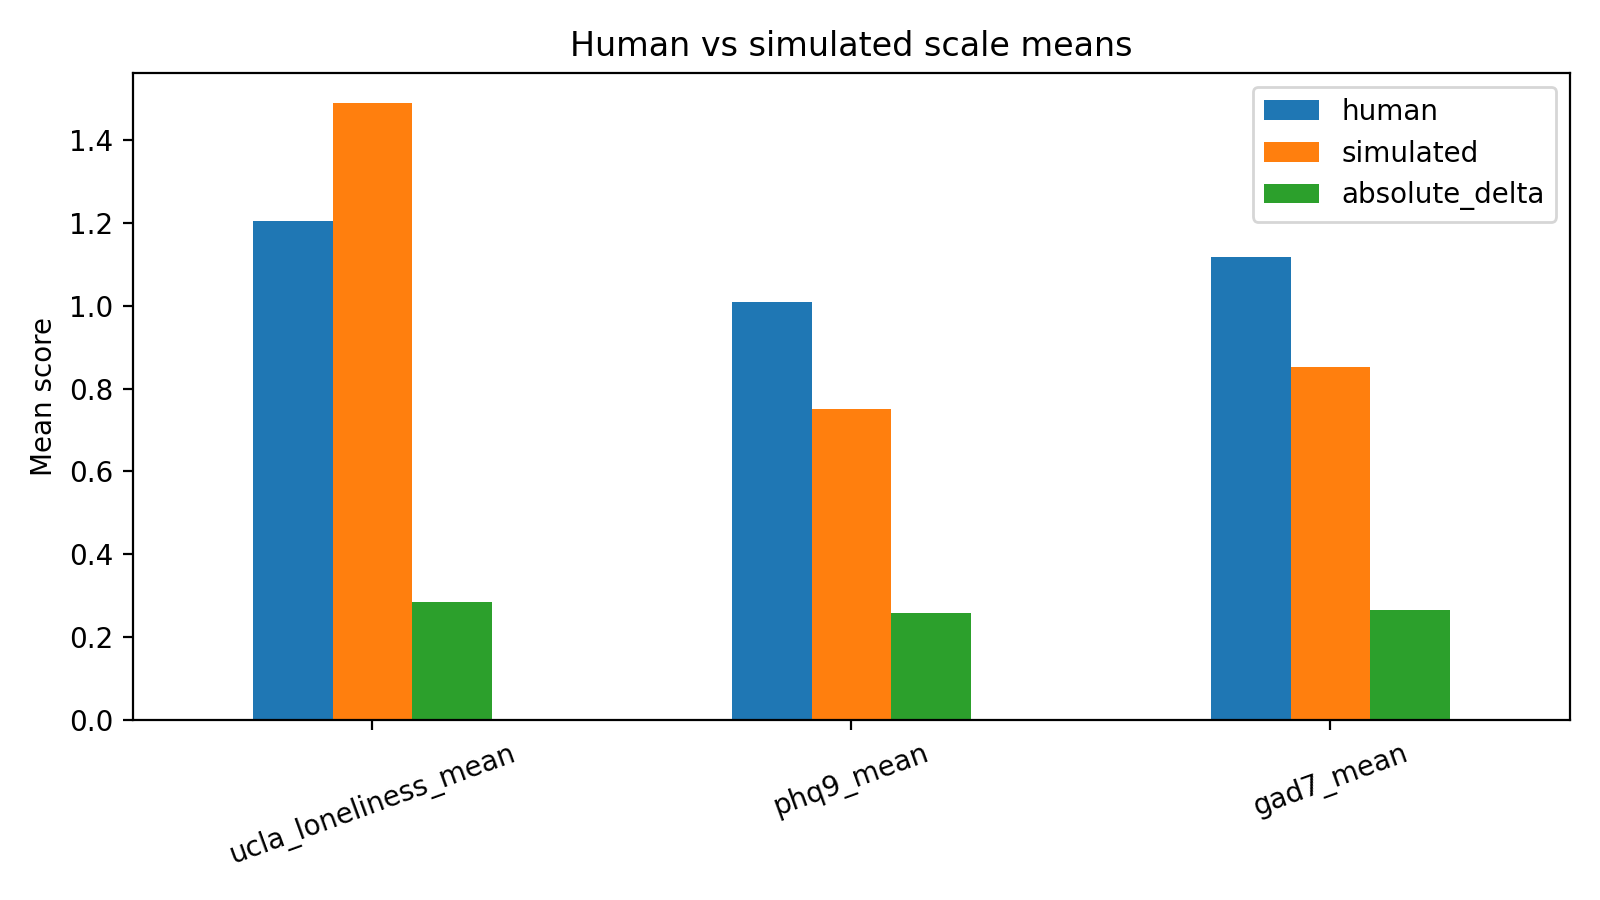 Human vs simulated scale means
human
simulated
absolute_delta
Mean score
1.4
1.2
1.0
0.8
0.6
0.4
0.2
0.0
ucla_loneliness_mean
phq9_mean
gad7_mean